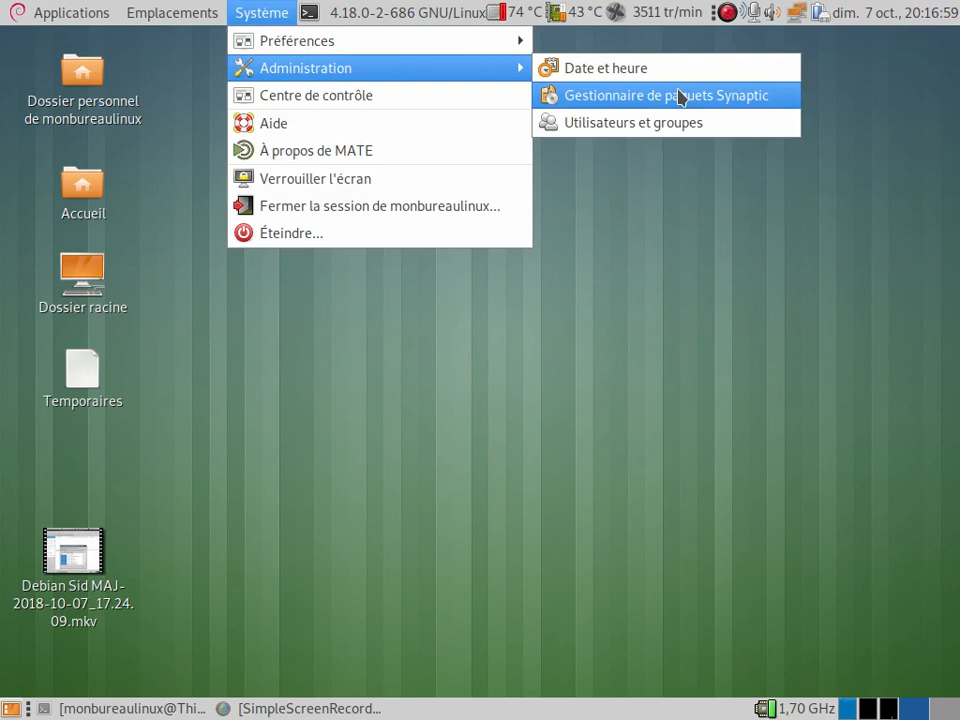 Applications Emplacements Système 4.18.0-2-686 GNU/Linux 74 °C 43 °C 3511 tr/min dim. 7 oct., 20:16:59
Préférences
Administration
Centre de contrôle
Aide
À propos de MATE
Verrouiller l'écran
Fermer la session de monbureaulinux...
Éteindre...
Date et heure
Gestionnaire de paquets Synaptic
Utilisateurs et groupes
Dossier personnel
de monbureaulinux
Accueil
Dossier racine
Temporaires
Debian Sid MAJ-
2018-10-07_17.24.
09.mkv
[monbureaulinux@Thi... [SimpleScreenRecord... 1,70 GHz